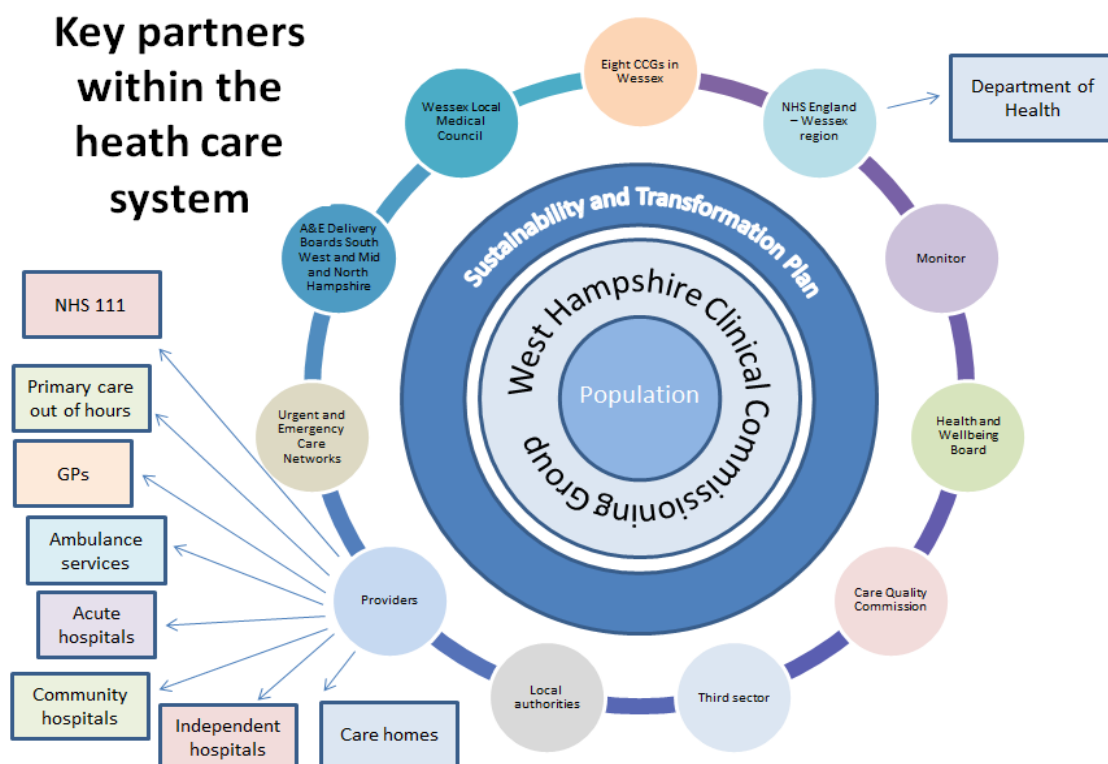 Key partners
within the
heath care
system
Eight CCGs in
Wessex
NHS England
– Wessex
region
Department of
Health
Monitor
Health and
Wellbeing
Board
Care Quality
Commission
Third sector
Local
authorities
Providers
Urgent and
Emergency
Care
Networks
A&E Delivery
Boards South
West and Mid
and North
Hampshire
Wessex Local
Medical
Council
Sustainability and Transformation Plan
West Hampshire Clinical Commissioning Group
Population
NHS 111
Primary care
out of hours
GPs
Ambulance
services
Acute
hospitals
Community
hospitals
Independent
hospitals
Care homes